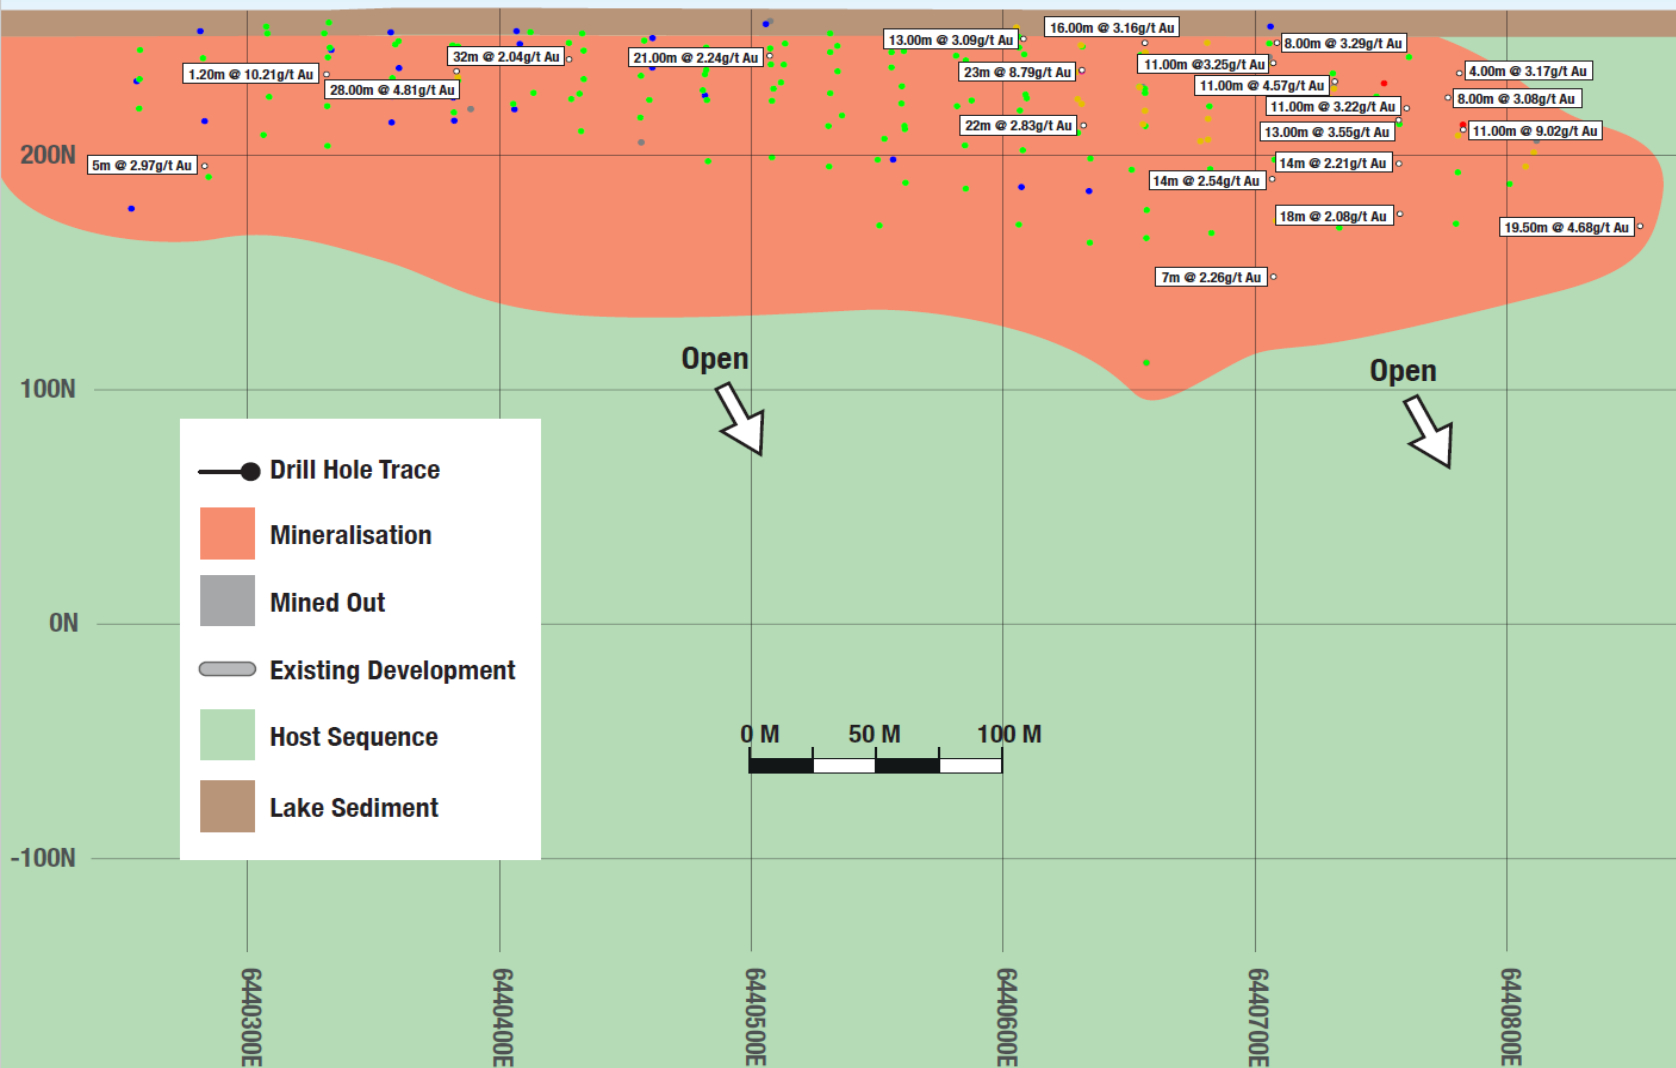 16.00m @ 3.16g/t Au
13.00m @ 3.09g/t Au
8.00m @ 3.29g/t Au
32m @ 2.04g/t Au
21.00m @ 2.24g/t Au
11.00m @3.25g/t Au
1.20m @ 10.21g/t Au
23m @ 8.79g/t Au
4.00m @ 3.17g/t Au
28.00m @ 4.81g/t Au
11.00m @ 4.57g/t Au
8.00m @ 3.08g/t Au
11.00m @ 3.22g/t Au
22m @ 2.83g/t Au
13.00m @ 3.55g/t Au
11.00m @ 9.02g/t Au
200N
5m @ 2.97g/t Au
14m @ 2.21g/t Au
14m @ 2.54g/t Au
18m @ 2.08g/t Au
19.50m @ 4.68g/t Au
7m @ 2.26g/t Au
Open
Open
100N
Drill Hole Trace
Mineralisation
Mined Out
0N
Existing Development
Host Sequence
0 M 50 M 100 M
Lake Sediment
-100N
6440300E
6440400E
6440500E
6440600E
6440700E
6440800E